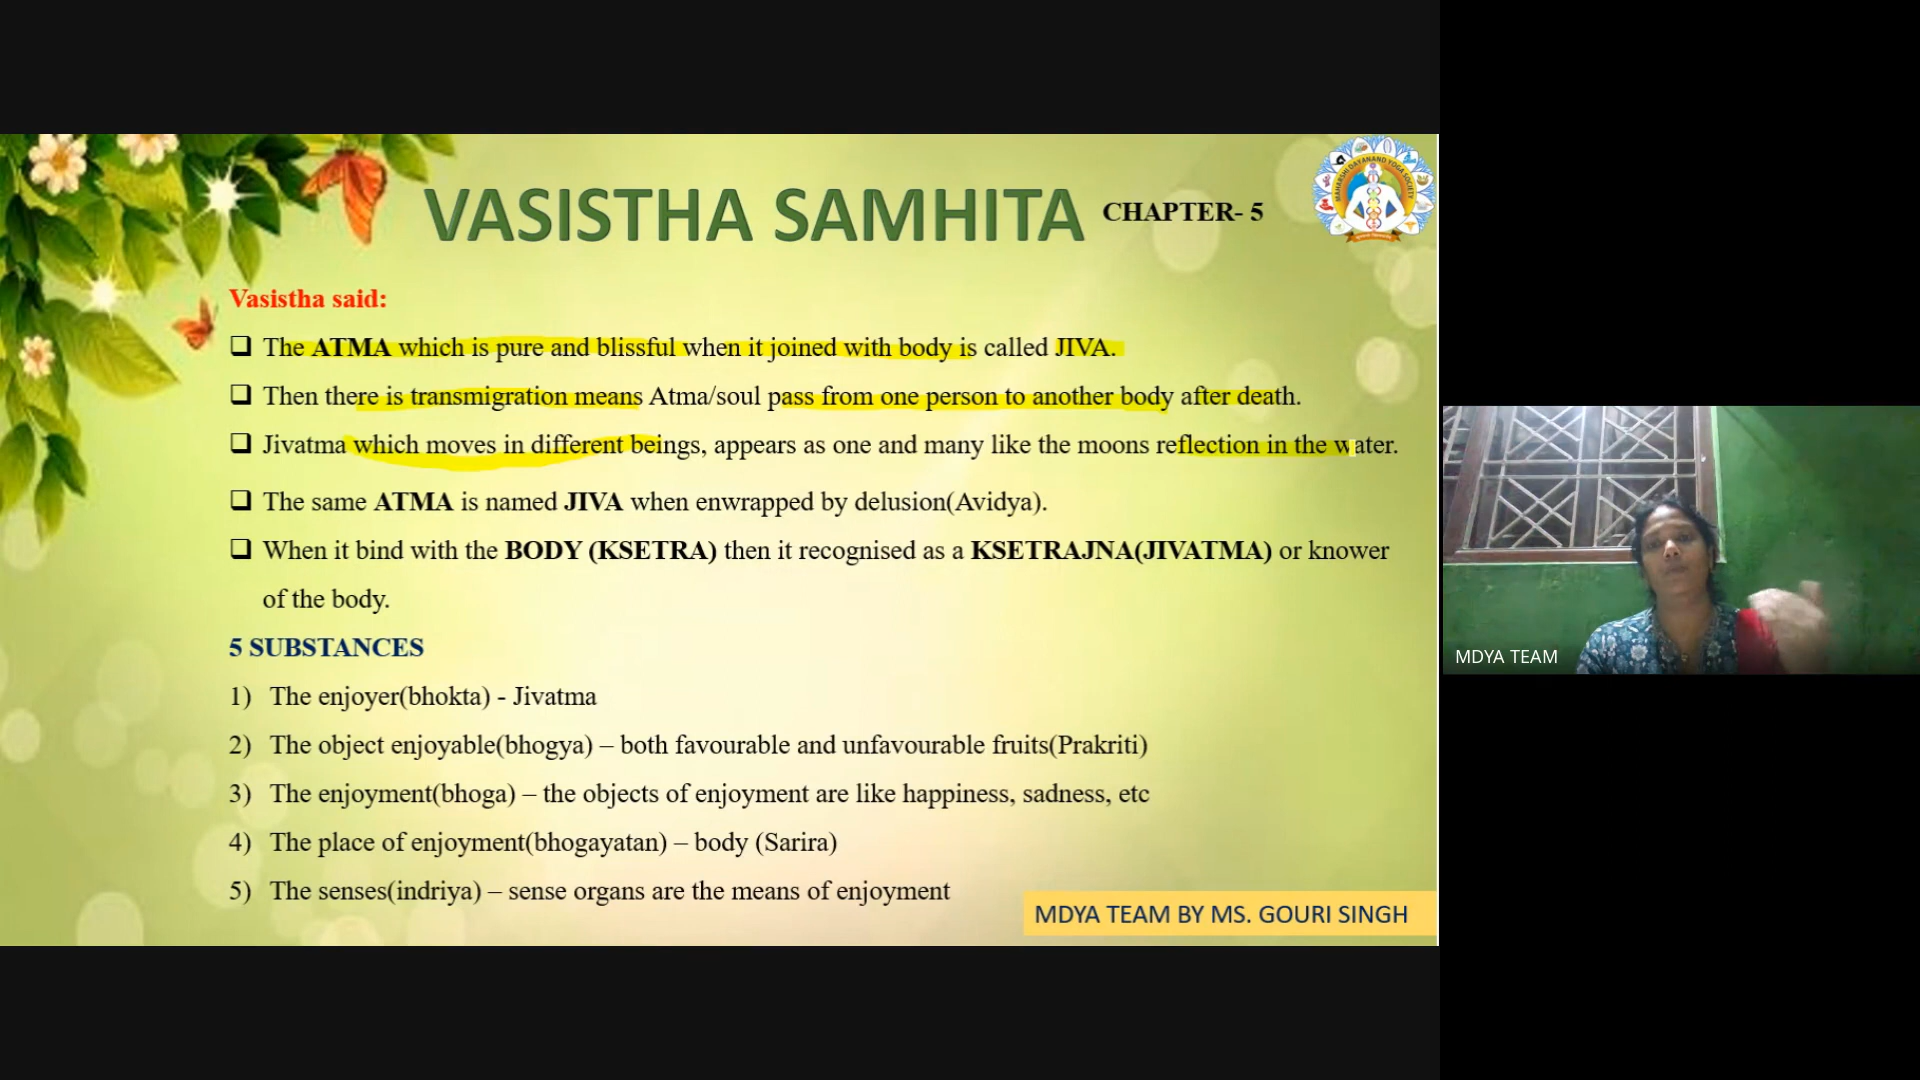 VASISTHA SAMHITA CHAPTER- 5
MAHARSHI DAYANAND YOGA SOCIETY
Vasistha said:
❑ The ATMA which is pure and blissful when it joined with body is called JIVA.
❑ Then there is transmigration means Atma/soul pass from one person to another body after death.
❑ Jivatma which moves in different beings, appears as one and many like the moons reflection in the water.
❑ The same ATMA is named JIVA when enwrapped by delusion(Avidya).
❑ When it bind with the BODY (KSETRA) then it recognised as a KSETRAJNA(JIVATMA) or knower
of the body.
5 SUBSTANCES
1) The enjoyer(bhokta) - Jivatma
2) The object enjoyable(bhogya) – both favourable and unfavourable fruits(Prakriti)
3) The enjoyment(bhoga) – the objects of enjoyment are like happiness, sadness, etc
4) The place of enjoyment(bhogayatan) – body (Sarira)
5) The senses(indriya) – sense organs are the means of enjoyment
MDYA TEAM BY MS. GOURI SINGH
MDYA TEAM